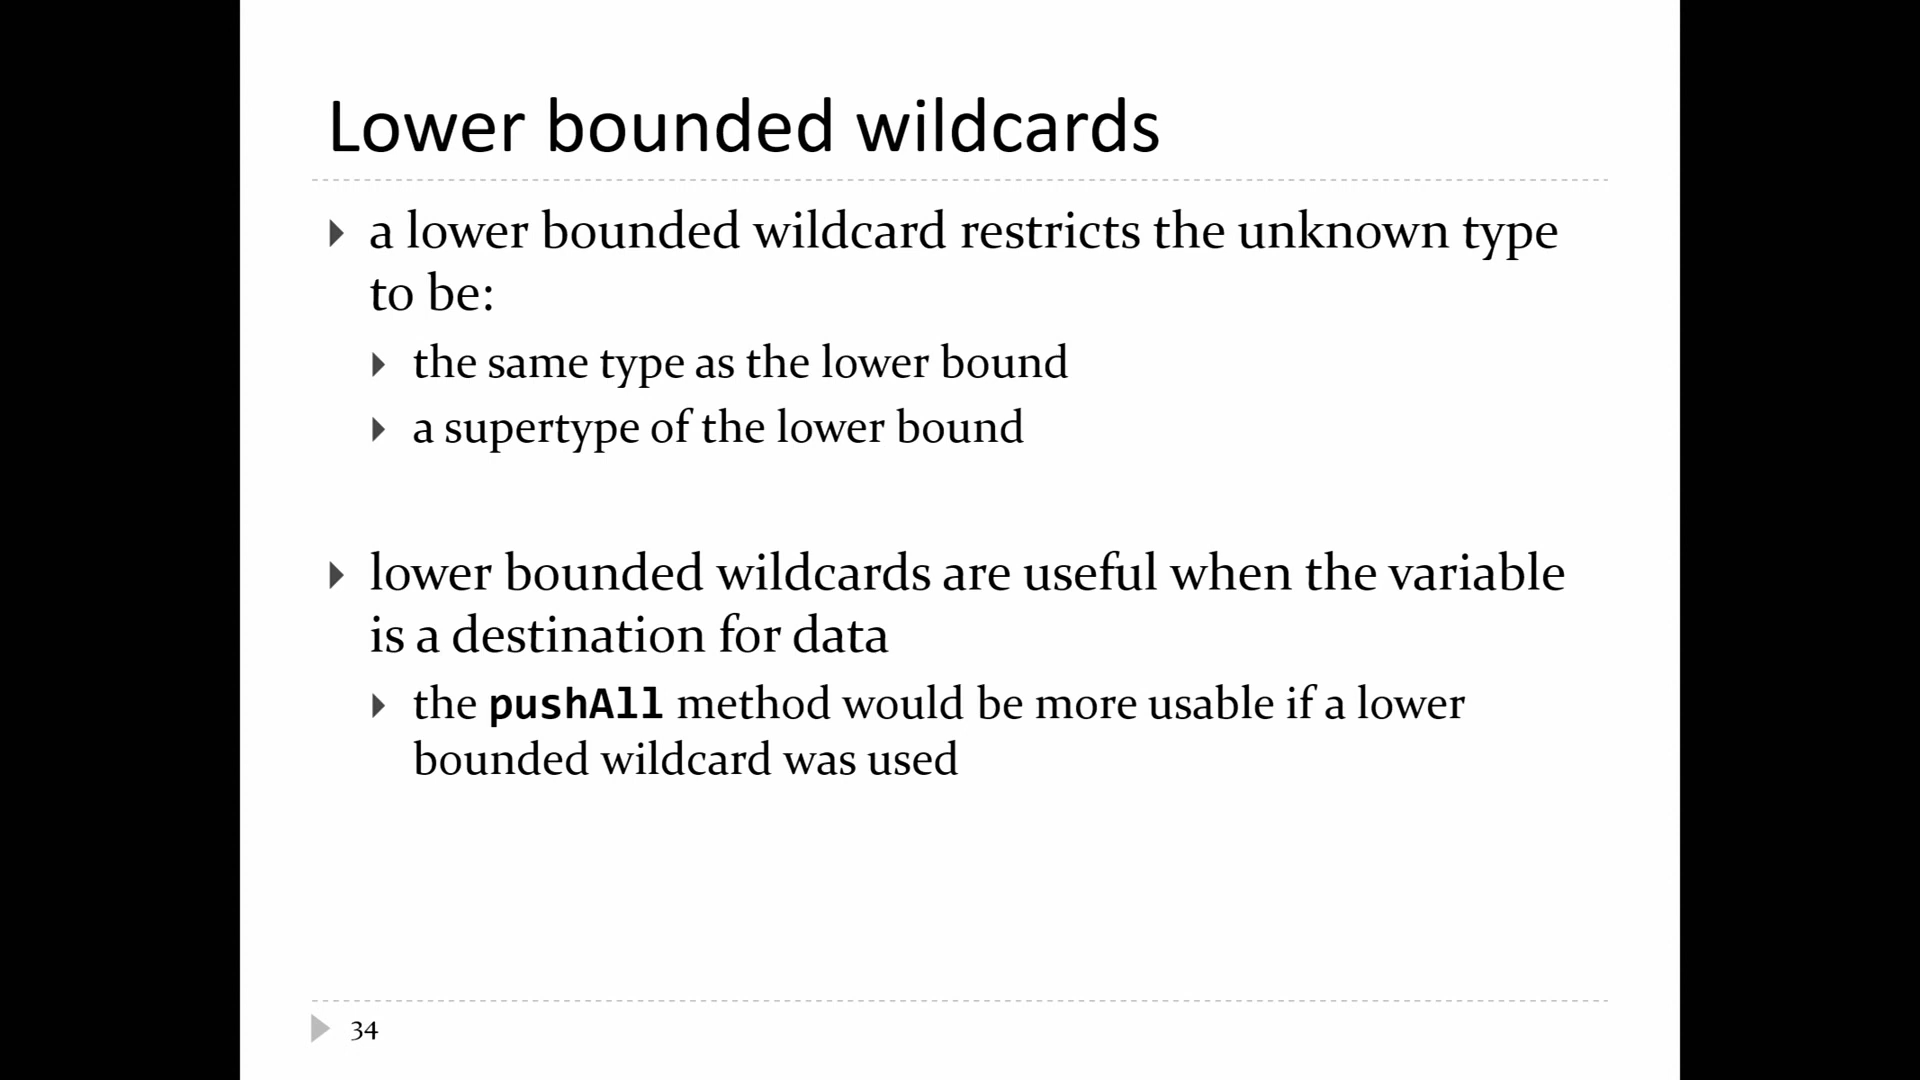 Lower bounded wildcards
a lower bounded wildcard restricts the unknown type
to be:
the same type as the lower bound
a supertype of the lower bound
lower bounded wildcards are useful when the variable
is a destination for data
the pushAll method would be more usable if a lower
bounded wildcard was used
34